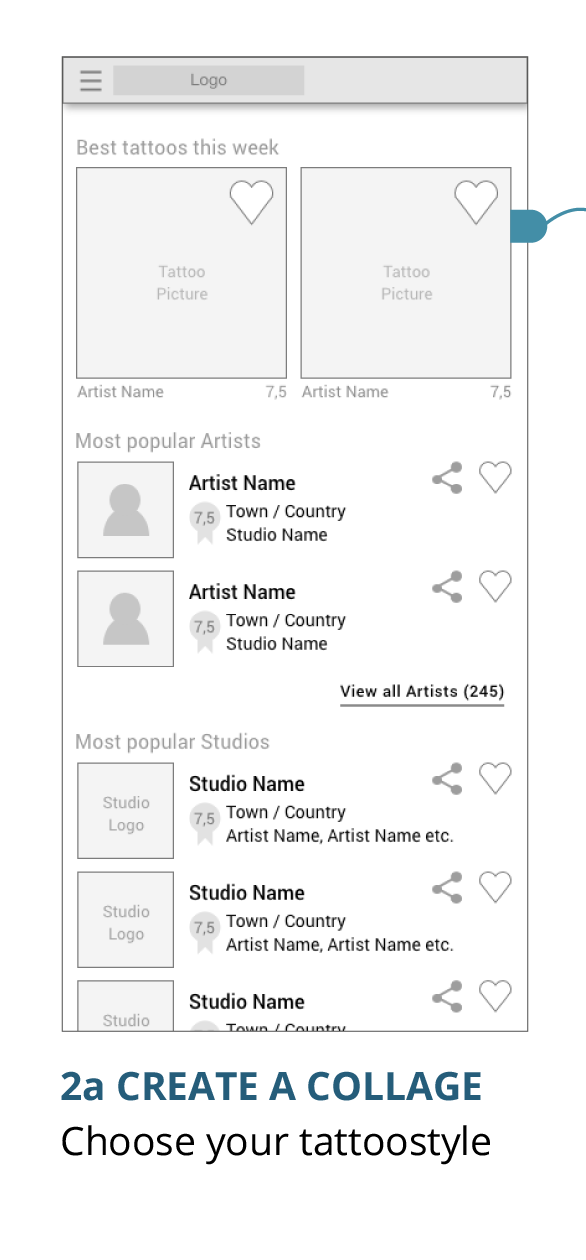 Logo
Best tattoos this week
Tattoo
Picture
Tattoo
Picture
Artist Name 7,5
Artist Name 7,5
Most popular Artists
Artist Name
7,5
Town / Country
Studio Name
Artist Name
7,5
Town / Country
Studio Name
View all Artists (245)
Most popular Studios
Studio
Logo
Studio Name
7,5
Town / Country
Artist Name, Artist Name etc.
Studio
Logo
Studio Name
7,5
Town / Country
Artist Name, Artist Name etc.
Studio
Studio Name
Town / Country
2a CREATE A COLLAGE
Choose your tattoostyle